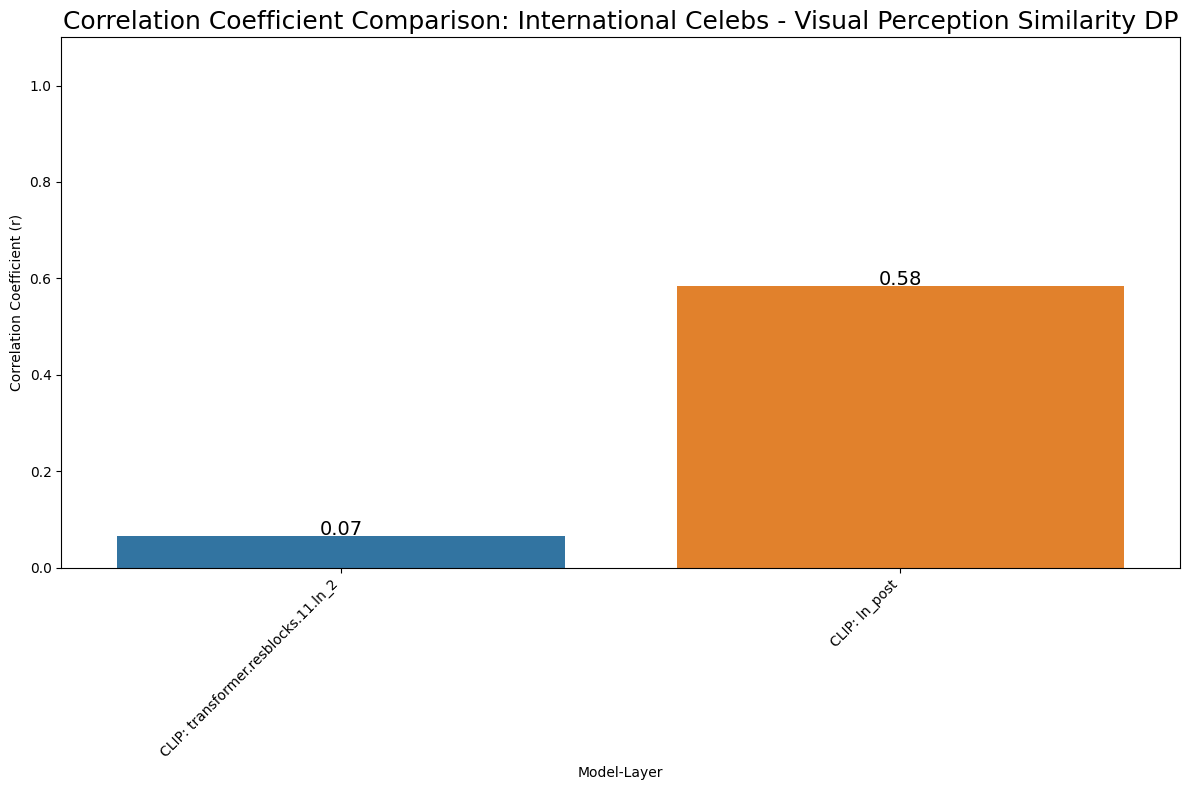 Correlation Coefficient Comparison: International Celebs - Visual Perception Similarity DP
1.0
0.8
0.6
0.4
0.2
0.0
Correlation Coefficient (r)
0.07
0.58
CLIP: transformer.resblocks.11.ln_2
CLIP: ln_post
Model-Layer